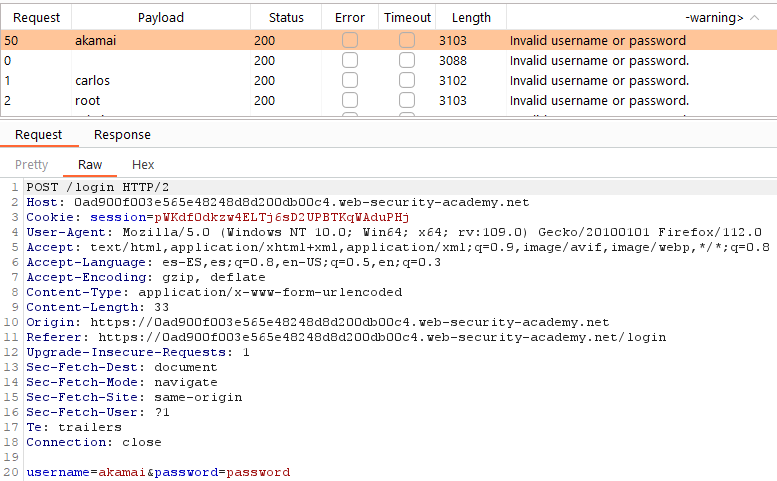 Request Payload Status Error Timeout Length -warning>
50 akamai 200 3103 Invalid username or password
0 200 3088 Invalid username or password.
1 carlos 200 3102 Invalid username or password.
2 root 200 3103 Invalid username or password.
Request Response
Pretty Raw Hex
1 POST /login HTTP/2
2 Host: 0ad900f003e565e48248d8d200db00c4.web-security-academy.net
3 Cookie: session=pWKdfOdkzw4ELTj6sD2UPBTKqWAduPHj
4 User-Agent: Mozilla/5.0 (Windows NT 10.0; Win64; x64; rv:109.0) Gecko/20100101 Firefox/112.0
5 Accept: text/html,application/xhtml+xml,application/xml;q=0.9,image/avif,image/webp,*/*;q=0.8
6 Accept-Language: es-ES,es;q=0.8,en-US;q=0.5,en;q=0.3
7 Accept-Encoding: gzip, deflate
8 Content-Type: application/x-www-form-urlencoded
9 Content-Length: 33
10 Origin: https://0ad900f003e565e48248d8d200db00c4.web-security-academy.net
11 Referer: https://0ad900f003e565e48248d8d200db00c4.web-security-academy.net/login
12 Upgrade-Insecure-Requests: 1
13 Sec-Fetch-Dest: document
14 Sec-Fetch-Mode: navigate
15 Sec-Fetch-Site: same-origin
16 Sec-Fetch-User: ?1
17 Te: trailers
18 Connection: close
19
20 username=akamai&password=password